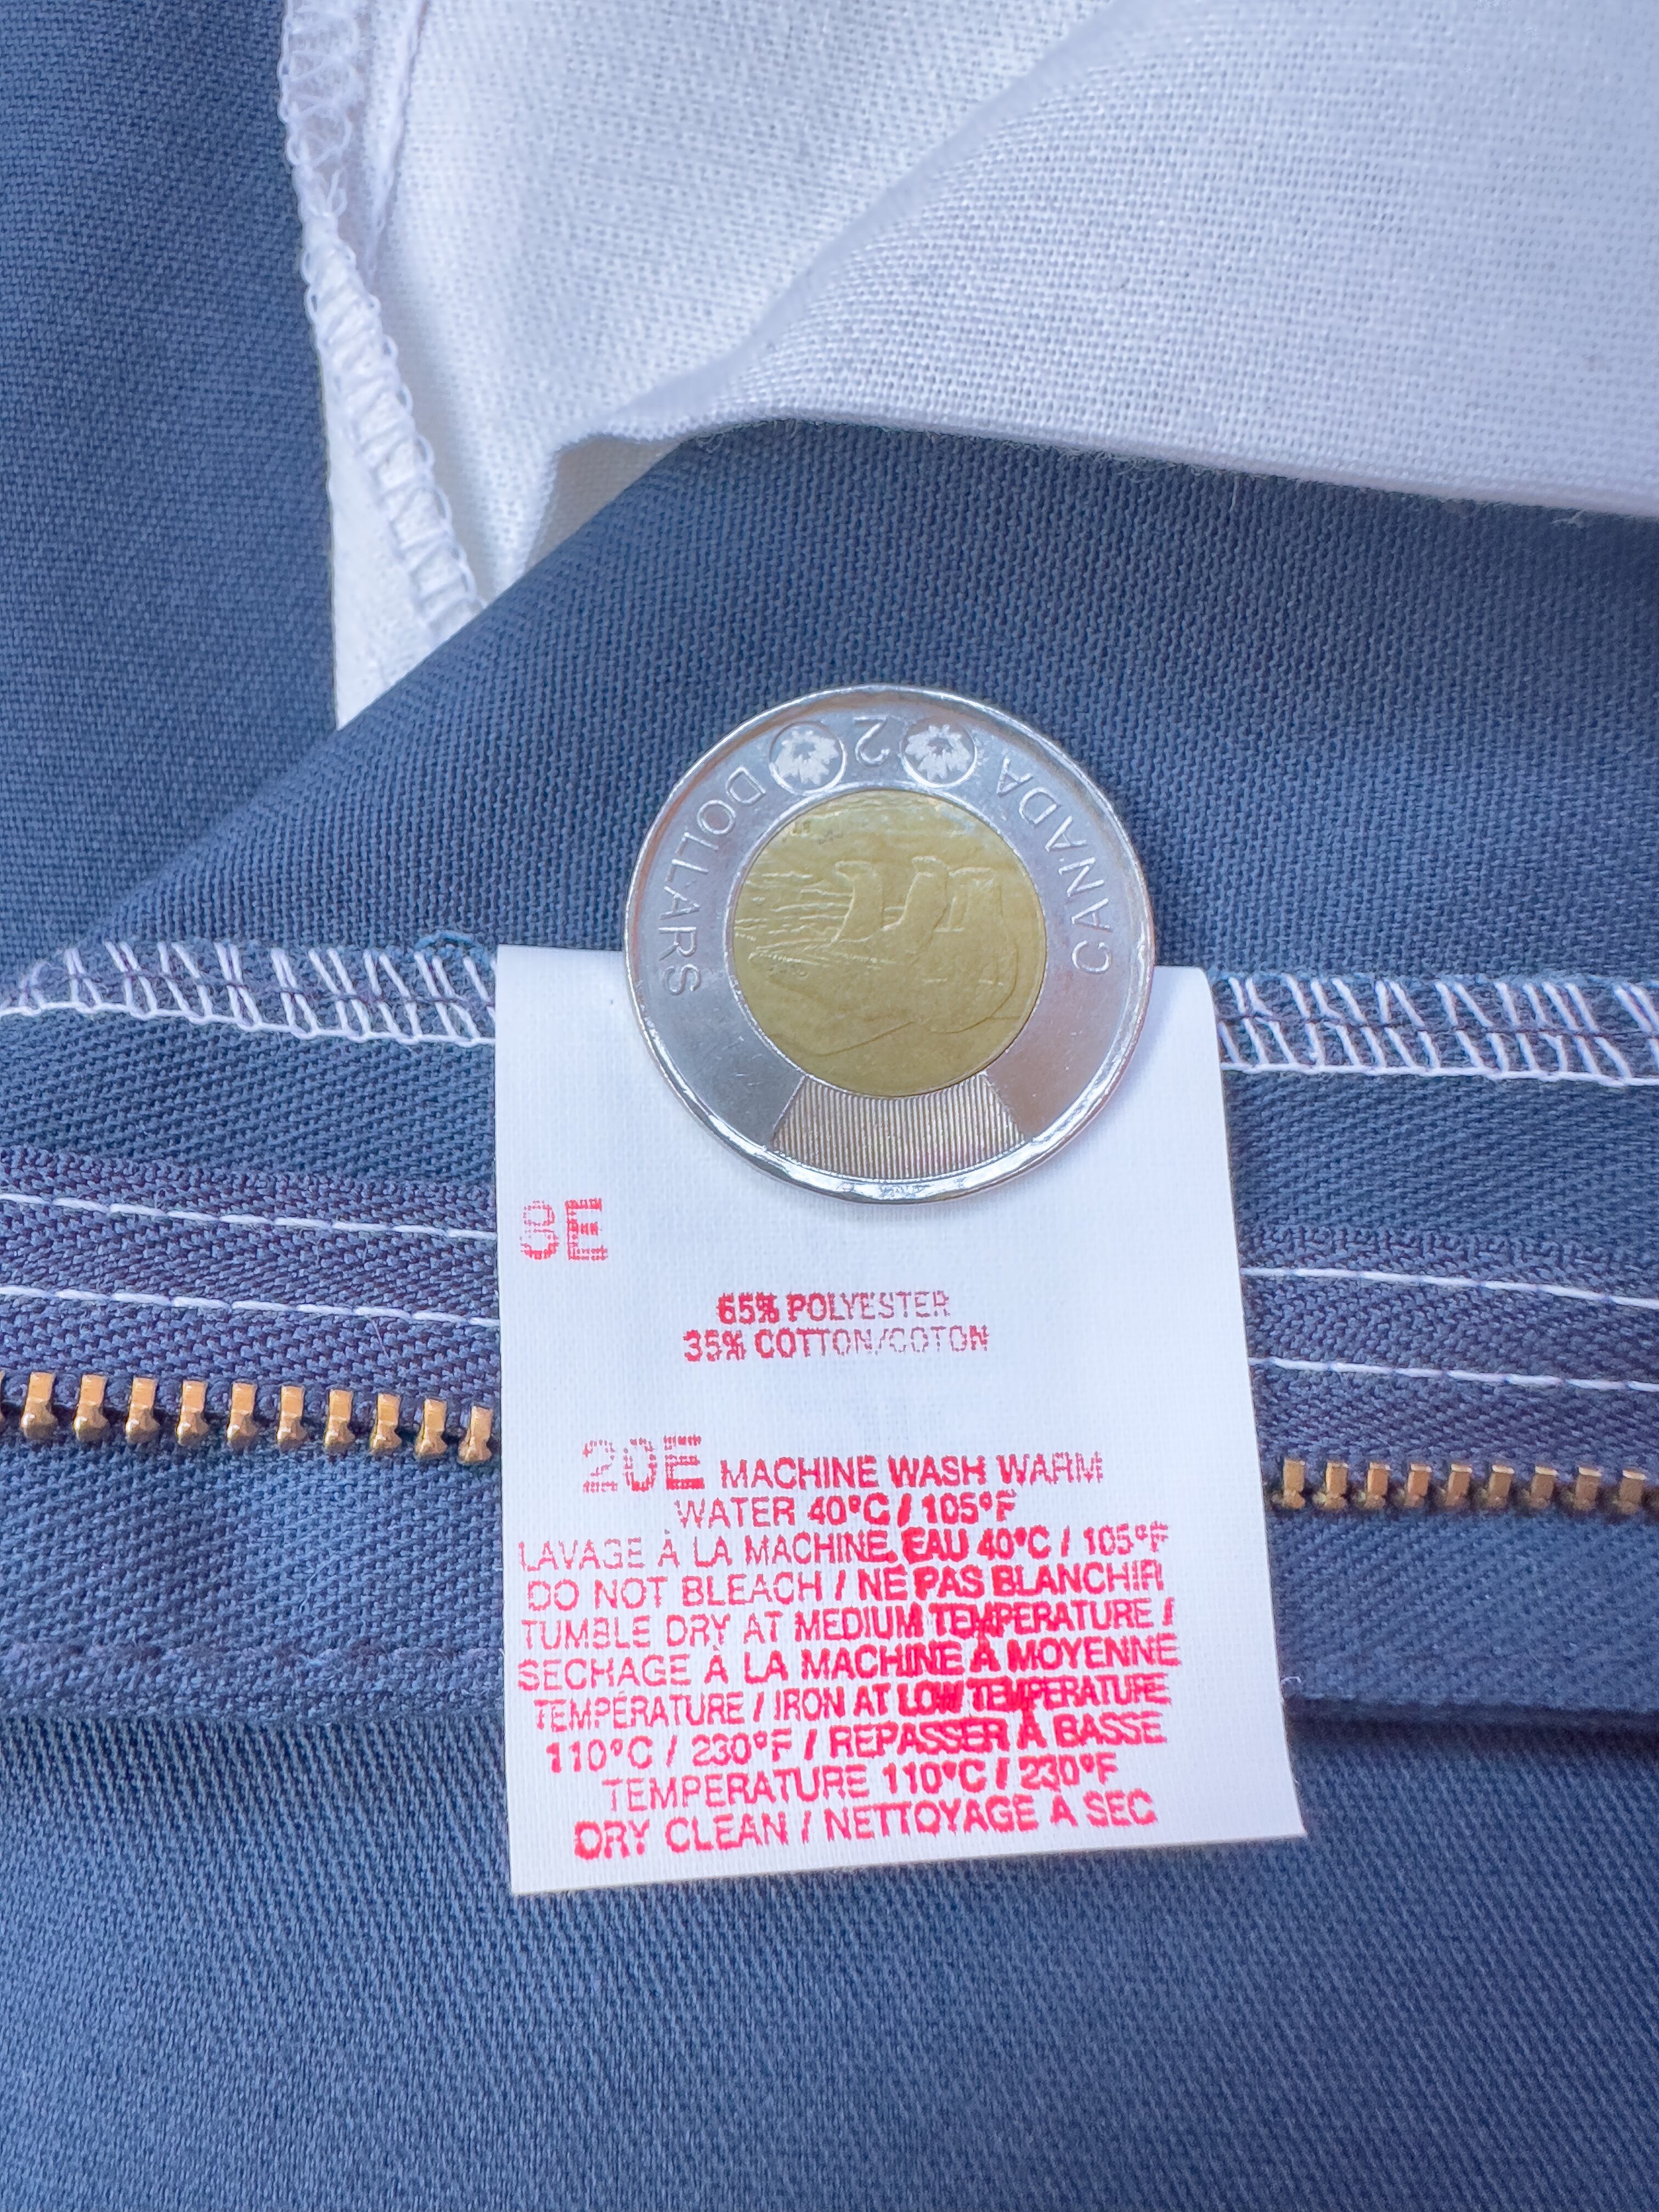 2 DOLLARS
CANADA
8E
65% POLYESTER
35% COTTON/COTON
20E MACHINE WASH WARM
WATER 40°C / 105°F
LAVAGE À LA MACHINE, EAU 40°C / 105°F
DO NOT BLEACH / NE PAS BLANCHIR
TUMBLE DRY AT MEDIUM TEMPERATURE /
SECHAGE À LA MACHINE À MOYENNE
TEMPÉRATURE / IRON AT LOW TEMPERATURE
110°C / 230°F / REPASSER À BASSE
TEMPERATURE 110°C / 230°F
DRY CLEAN / NETTOYAGE À SEC